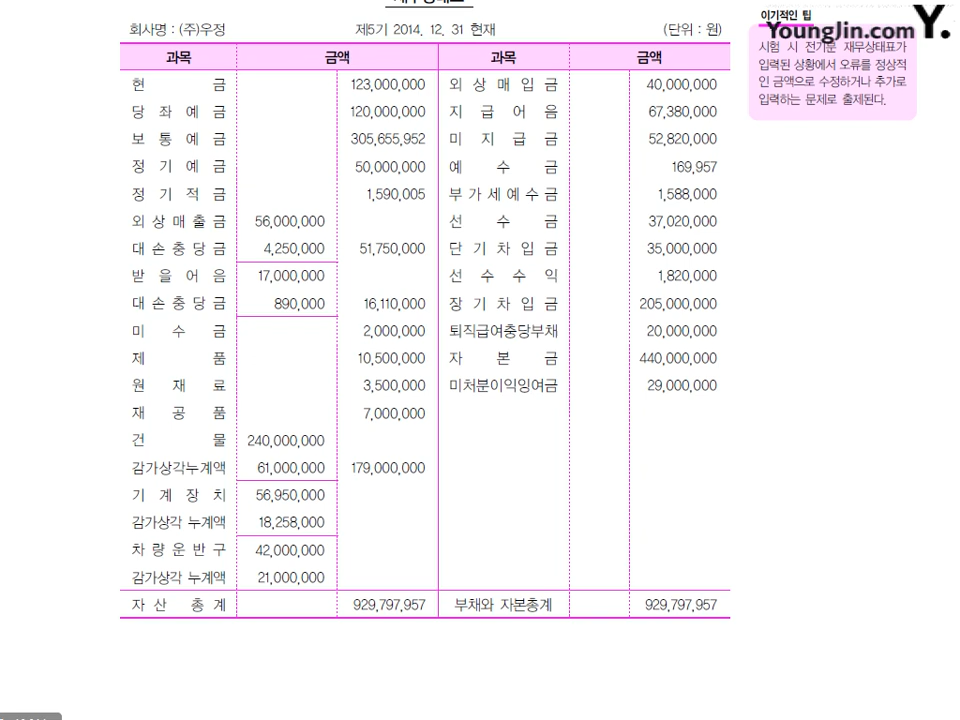 회사명 : (주)우정 제5기 2014. 12. 31 현재 (단위 : 원)
과목 금액 과목 금액
현 금 123,000,000 외 상 매 입 금 40,000,000
당 좌 예 금 120,000,000 지 급 어 음 67,380,000
보 통 예 금 305,655,952 미 지 급 금 52,820,000
정 기 예 금 50,000,000 예 수 금 169,957
정 기 적 금 1,590,005 부 가 세 예 수 금 1,588,000
외 상 매 출 금 56,000,000 선 수 금 37,020,000
대 손 충 당 금 4,250,000 51,750,000 단 기 차 입 금 35,000,000
받 을 어 음 17,000,000 선 수 수 익 1,820,000
대 손 충 당 금 890,000 16,110,000 장 기 차 입 금 205,000,000
미 수 금 2,000,000 퇴직급여충당부채 20,000,000
제 품 10,500,000 자 본 금 440,000,000
원 재 료 3,500,000 미처분이익잉여금 29,000,000
재 공 품 7,000,000
건 물 240,000,000
감가상각누계액 61,000,000 179,000,000
기 계 장 치 56,950,000
감가상각 누계액 18,258,000
차 량 운 반 구 42,000,000
감가상각 누계액 21,000,000
자 산 총 계 929,797,957 부채와 자본총계 929,797,957
이기적인 팁
YoungJin.com Y.
시험 시 전기분 재무상태표가
입력된 상황에서 오류를 정상적
인 금액으로 수정하거나 추가로
입력하는 문제로 출제된다.